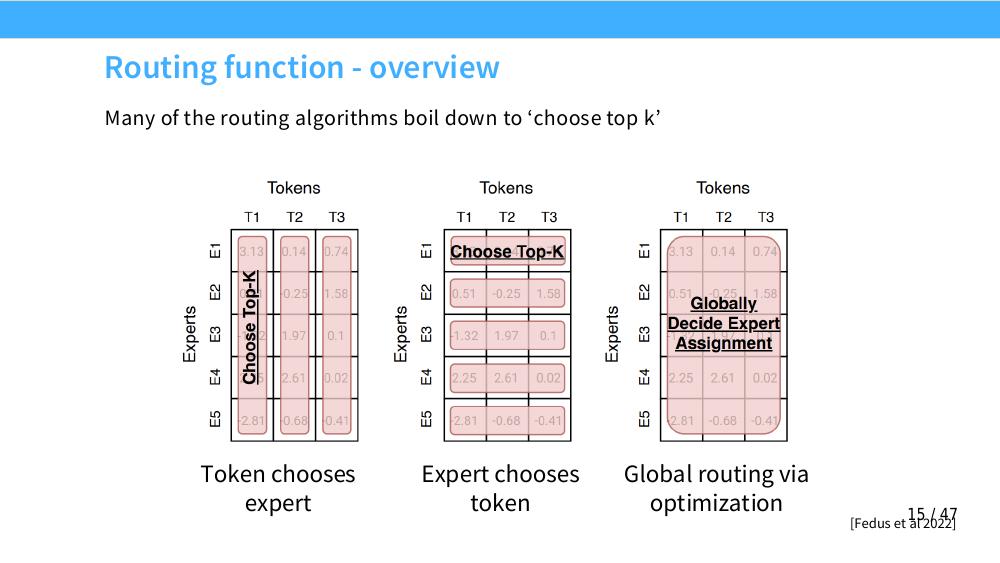 Routing function - overview
Many of the routing algorithms boil down to ‘choose top k’
Tokens
T1 T2 T3
Experts
E1 3.13 0.14 0.74
E2 -0.25 1.58
E3 1.97 0.1
E4 2.61 0.02
E5 -2.81 -0.68 -0.41
Choose Top-K
Token chooses
expert
Tokens
T1 T2 T3
Experts
E1 Choose Top-K
E2 0.51 -0.25 1.58
E3 -1.32 1.97 0.1
E4 2.25 2.61 0.02
E5 -2.81 -0.68 -0.41
Expert chooses
token
Tokens
T1 T2 T3
Experts
E1 3.13 0.14 0.74
E2 0.51 -0.25 1.58
E3
E4 2.25 2.61 0.02
E5 -2.81 -0.68 -0.41
Globally
Decide Expert
Assignment
Global routing via
optimization
15 / 47
[Fedus et al 2022]